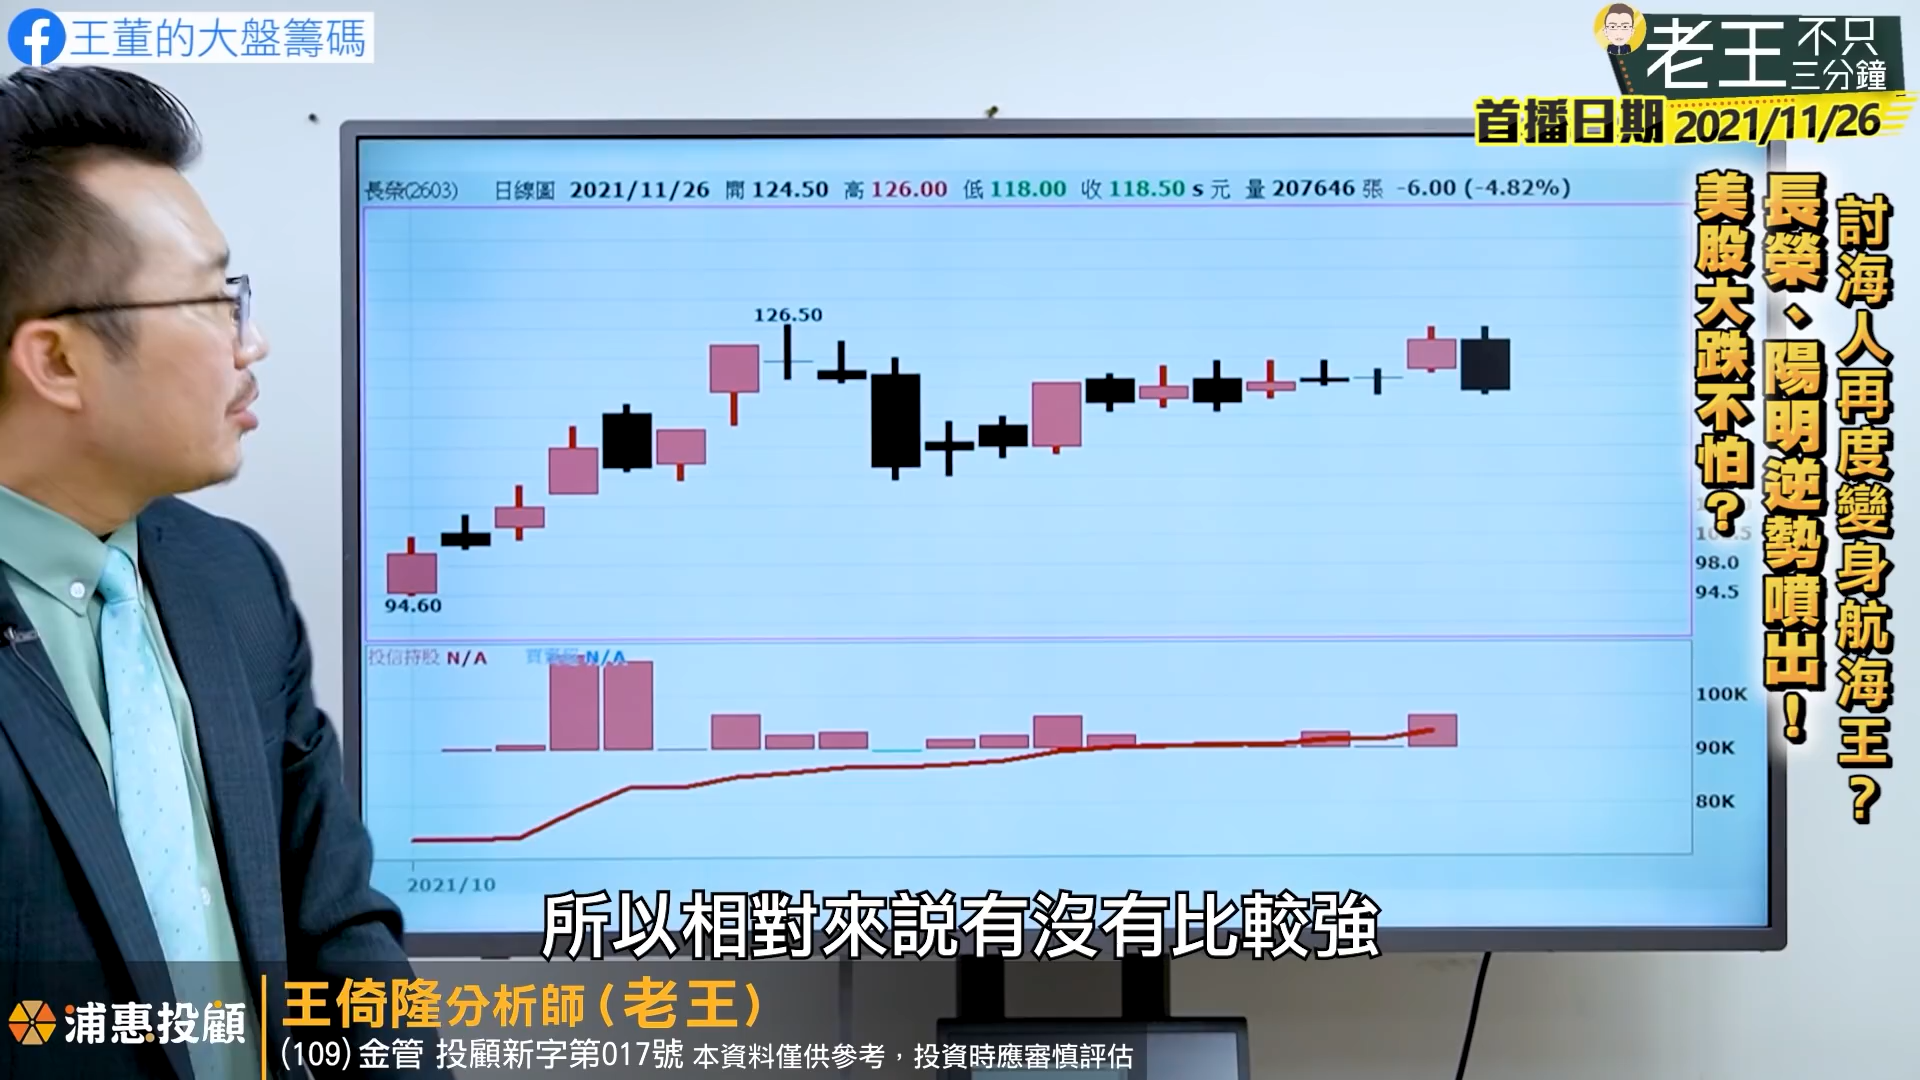 王董的大盤籌碼
老王不只三分鐘
首播日期 2021/11/26
討海人再度變身航海王？
長榮、陽明逆勢噴出！
美股大跌不怕？
長榮(2603) 日線圖 2021/11/26 開 124.50 高 126.00 低 118.00 收 118.50 s 元 量 207646 張 -6.00 (-4.82%)
126.50
94.60
98.0
94.5
投信持股 N/A N/A
100K
90K
80K
2021/10
所以相對來説有沒有比較強
浦惠投顧
王倚隆分析師(老王)
(109)金管 投顧新字第017號 本資料僅供參考，投資時應審慎評估